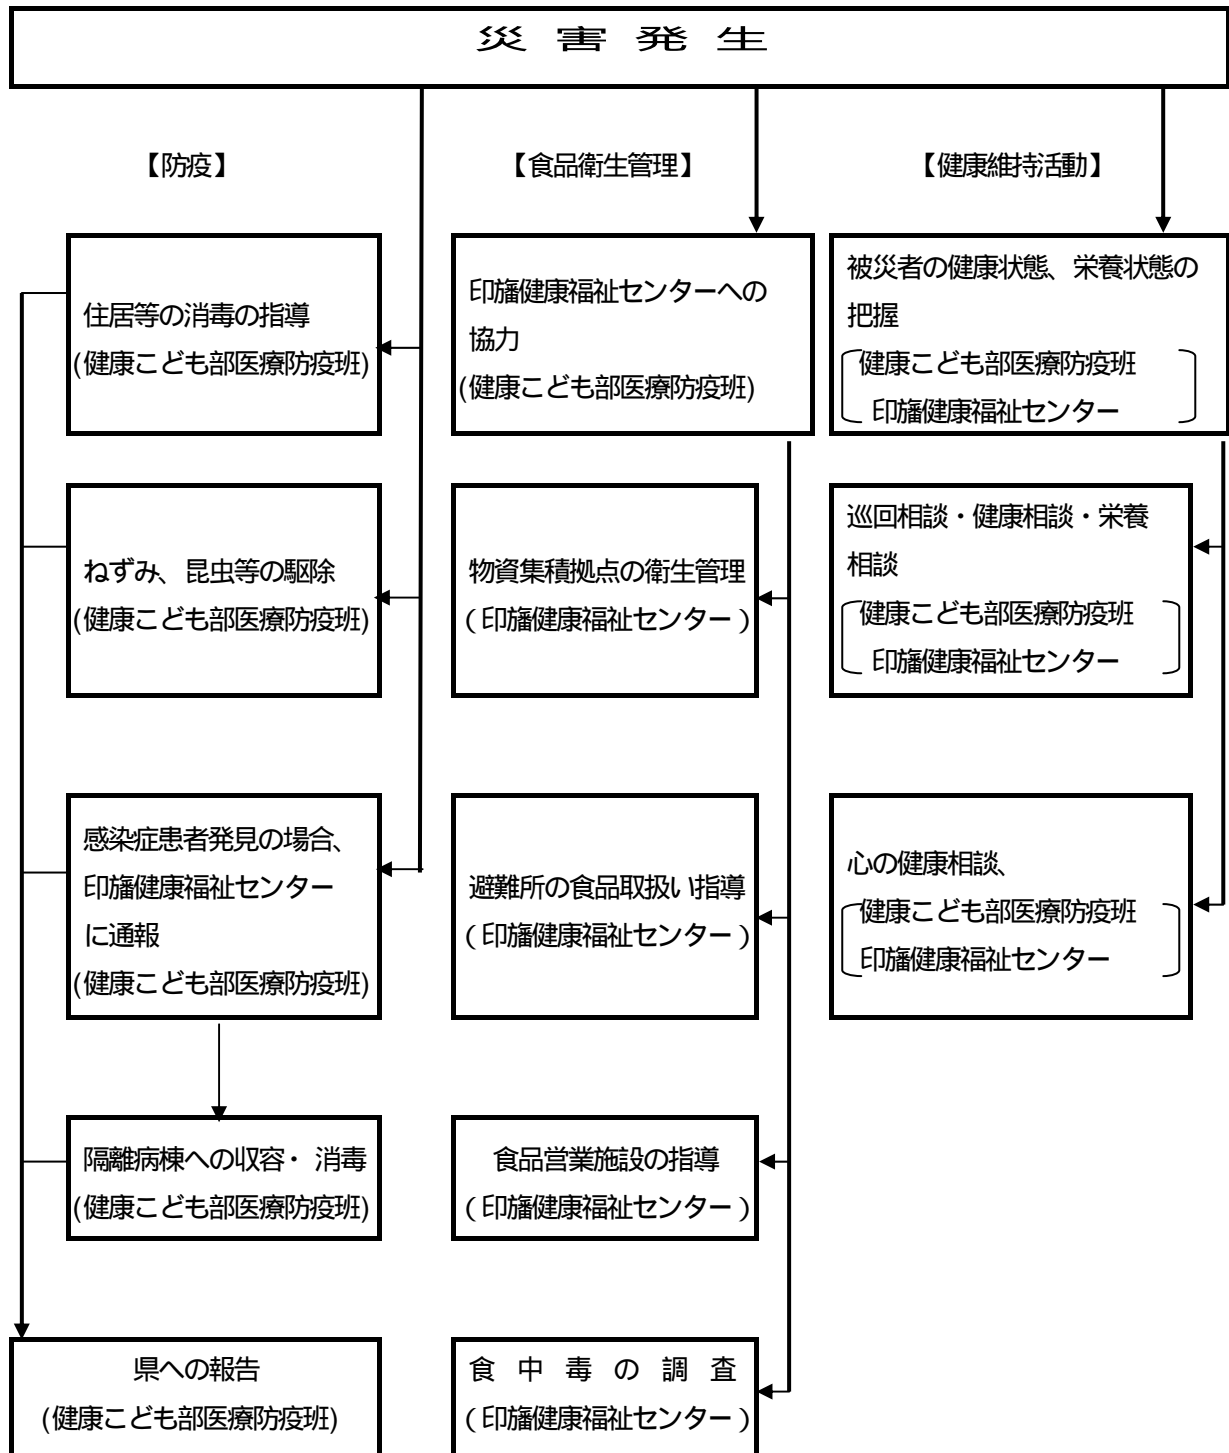 災害発生
【防疫】
住居等の消毒の指導
(健康こども部医療防疫班)
ねずみ、昆虫等の駆除
(健康こども部医療防疫班)
感染症患者発見の場合、
印旛健康福祉センター
に通報
(健康こども部医療防疫班)
隔離病棟への収容・ 消毒
(健康こども部医療防疫班)
県への報告
(健康こども部医療防疫班)
【食品衛生管理】
印旛健康福祉センターへの
協力
(健康こども部医療防疫班)
物資集積拠点の衛生管理
(印旛健康福祉センター)
避難所の食品取扱い指導
(印旛健康福祉センター)
食品営業施設の指導
(印旛健康福祉センター)
食中毒の調査
(印旛健康福祉センター)
【健康維持活動】
被災者の健康状態、栄養状態の
把握
健康こども部医療防疫班
印旛健康福祉センター
巡回相談・健康相談・栄養
相談
健康こども部医療防疫班
印旛健康福祉センター
心の健康相談、
健康こども部医療防疫班
印旛健康福祉センター